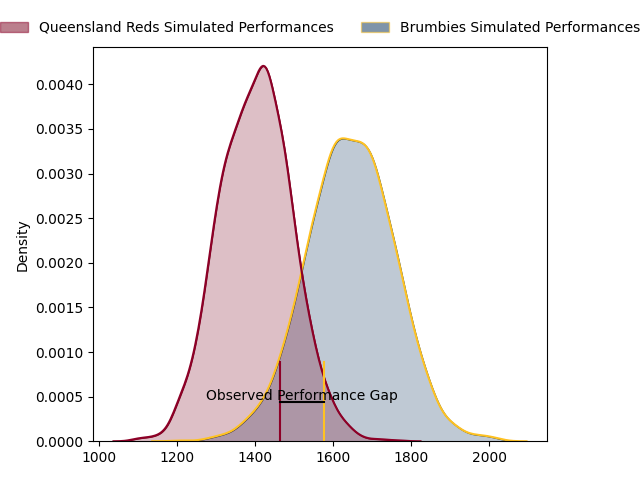 Queensland Reds Simulated Performances Brumbies Simulated Performances
0.0040
0.0035
0.0030
0.0025
0.0020
0.0015
0.0010
0.0005
0.0000
Density
Observed Performance Gap
1000 1200 1400 1600 1800 2000